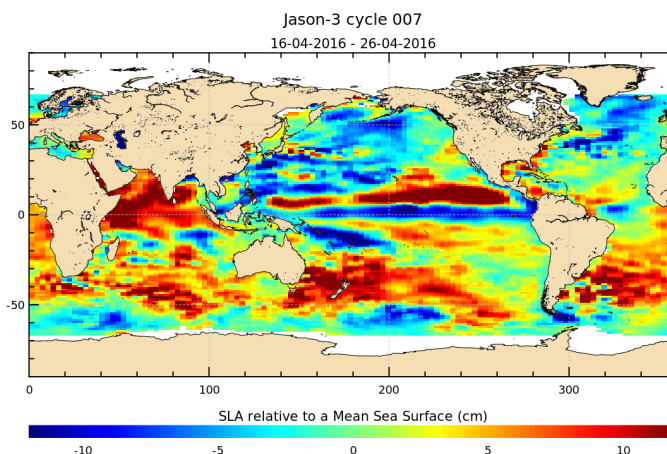 Jason-3 cycle 007
16-04-2016 - 26-04-2016
50
0
-50
0 100 200 300
SLA relative to a Mean Sea Surface (cm)
-10 -5 0 5 10